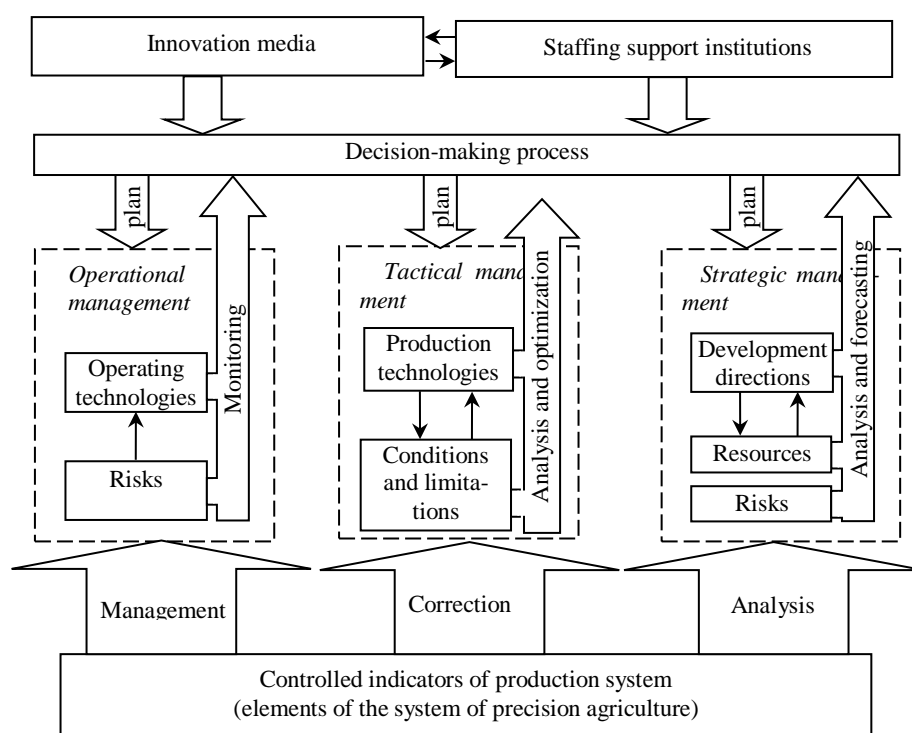 Innovation media
Staffing support institutions
Decision-making process
plan
plan
plan
Operational
management
Monitoring
Operating
technologies
Risks
Tactical manage-
ment
Analysis and optimization
Production
technologies
Conditions
and limita-
tions
Strategic manage-
ment
Analysis and forecasting
Development
directions
Resources
Risks
Management
Correction
Analysis
Controlled indicators of production system
(elements of the system of precision agriculture)